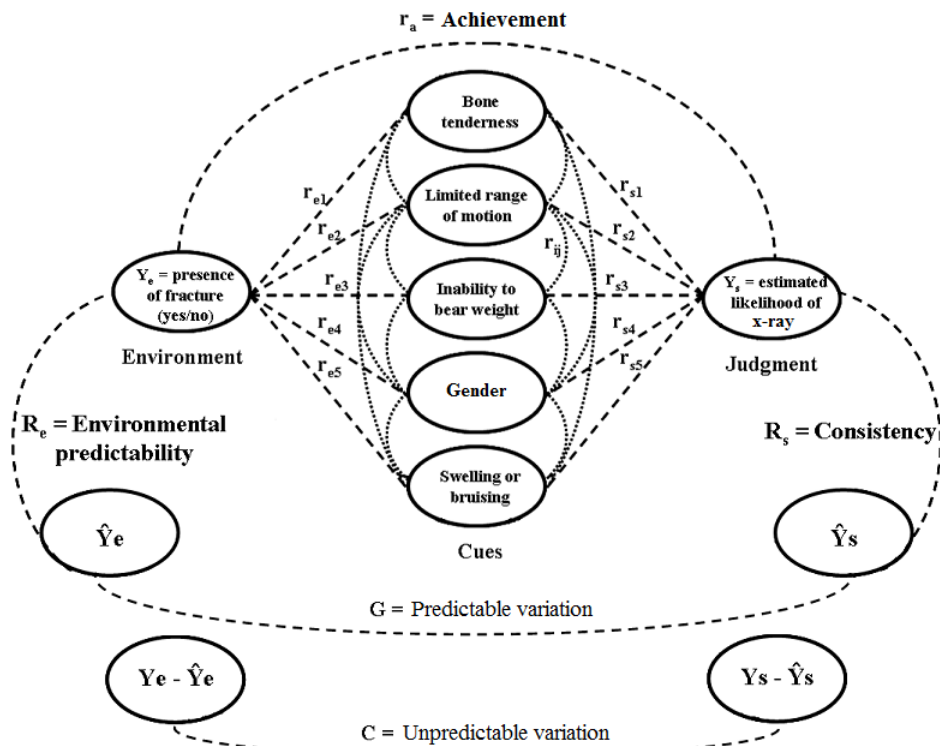 r_a = Achievement
Bone
tenderness
r_e1
r_s1
Limited range
of motion
r_e2
r_s2
r_ij
Y_e = presence
of fracture
(yes/no)
r_e3
Inability to
bear weight
r_s3
Y_s = estimated
likelihood of
x-ray
Environment
r_e4
r_s4
Judgment
r_e5
r_s5
Gender
R_e = Environmental
predictability
R_s = Consistency
Swelling or
bruising
Ŷe
Cues
Ŷs
G = Predictable variation
Ye - Ŷe
Ys - Ŷs
C = Unpredictable variation